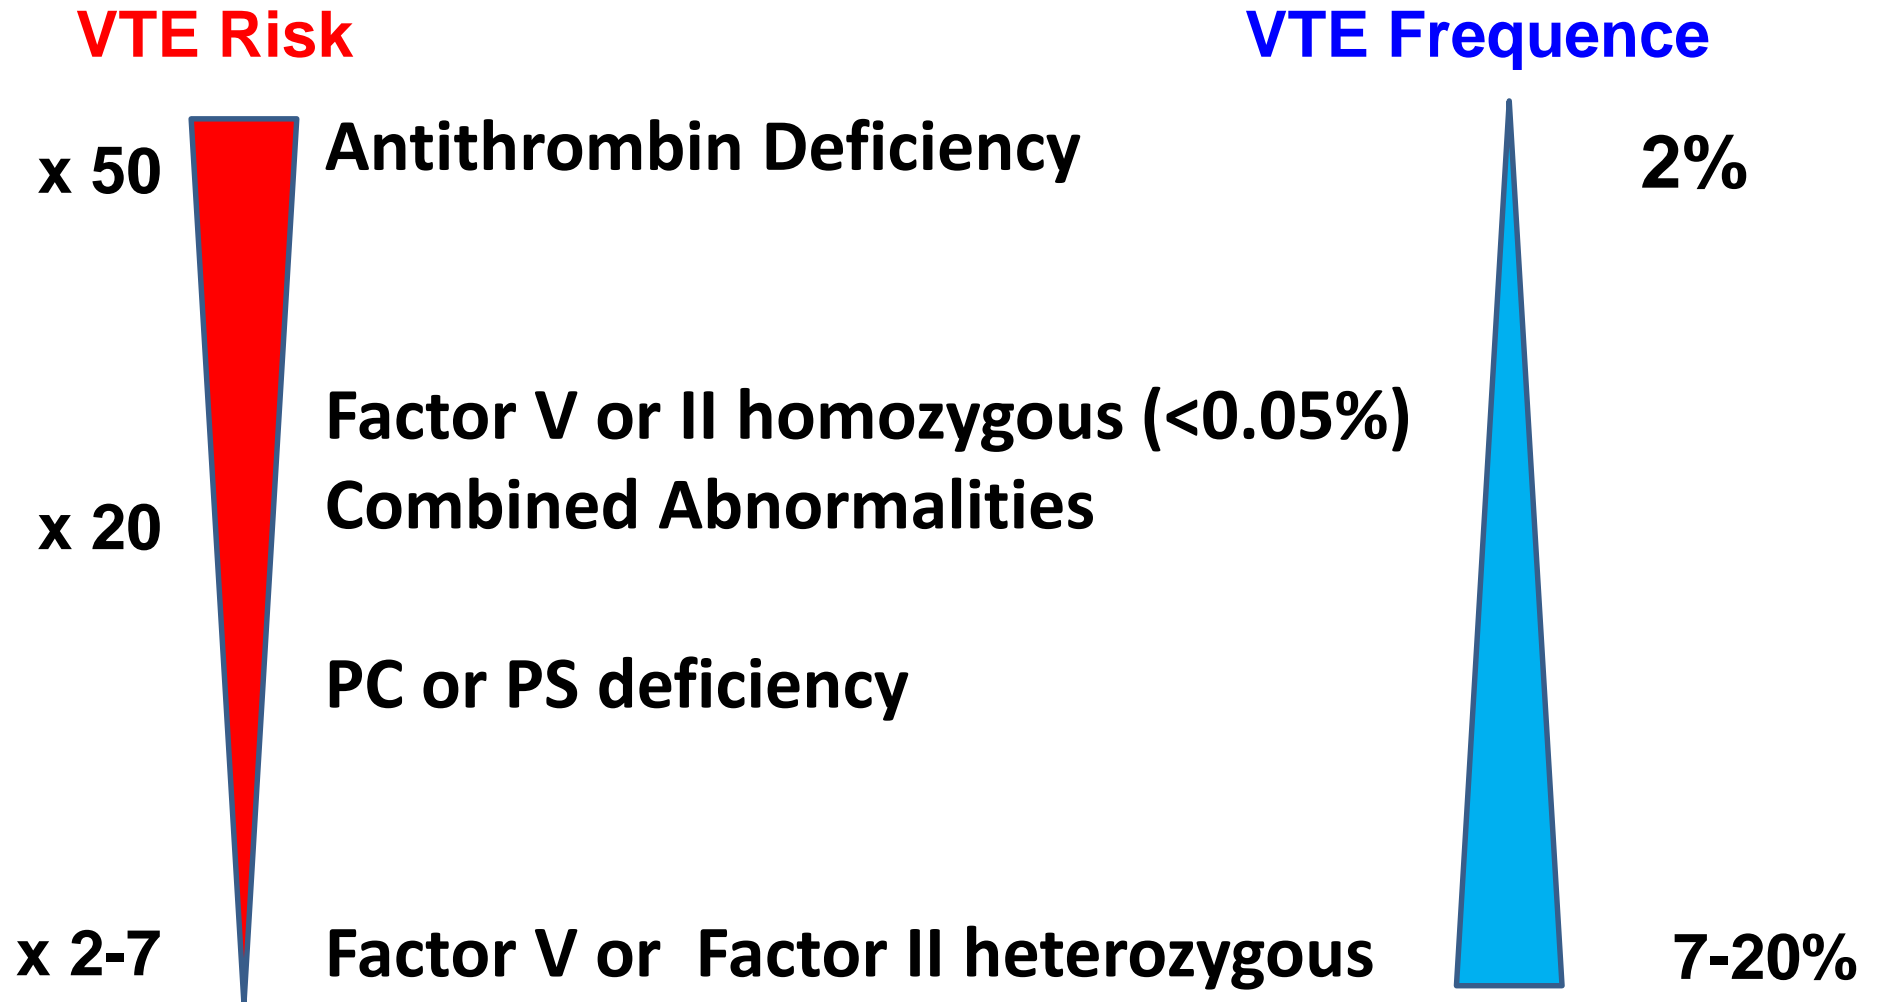 VTE Risk VTE Frequence
x 50 Antithrombin Deficiency 2%
Factor V or II homozygous (<0.05%)
x 20 Combined Abnormalities
PC or PS deficiency
x 2-7 Factor V or Factor II heterozygous 7-20%